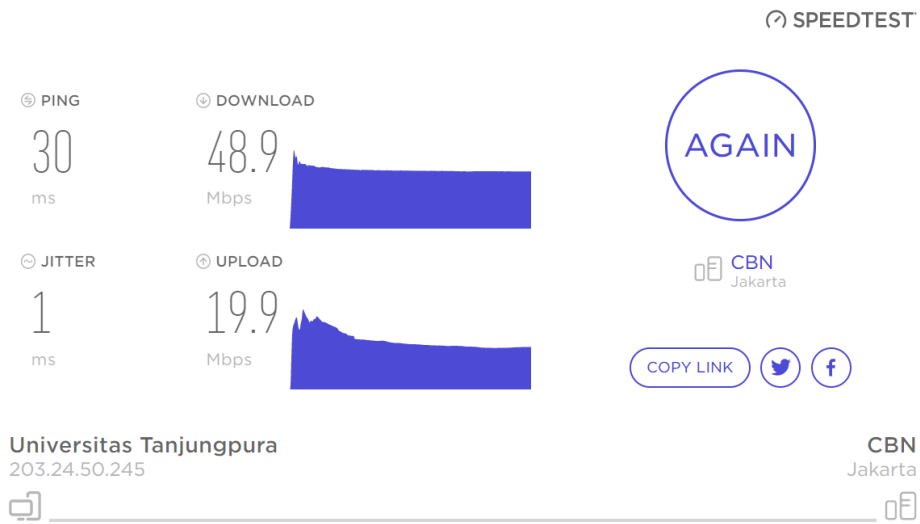 SPEEDTEST
PING
30
ms
DOWNLOAD
48.9
Mbps
JITTER
1
ms
UPLOAD
19.9
Mbps
AGAIN
CBN
Jakarta
COPY LINK
Universitas Tanjungpura
203.24.50.245
CBN
Jakarta